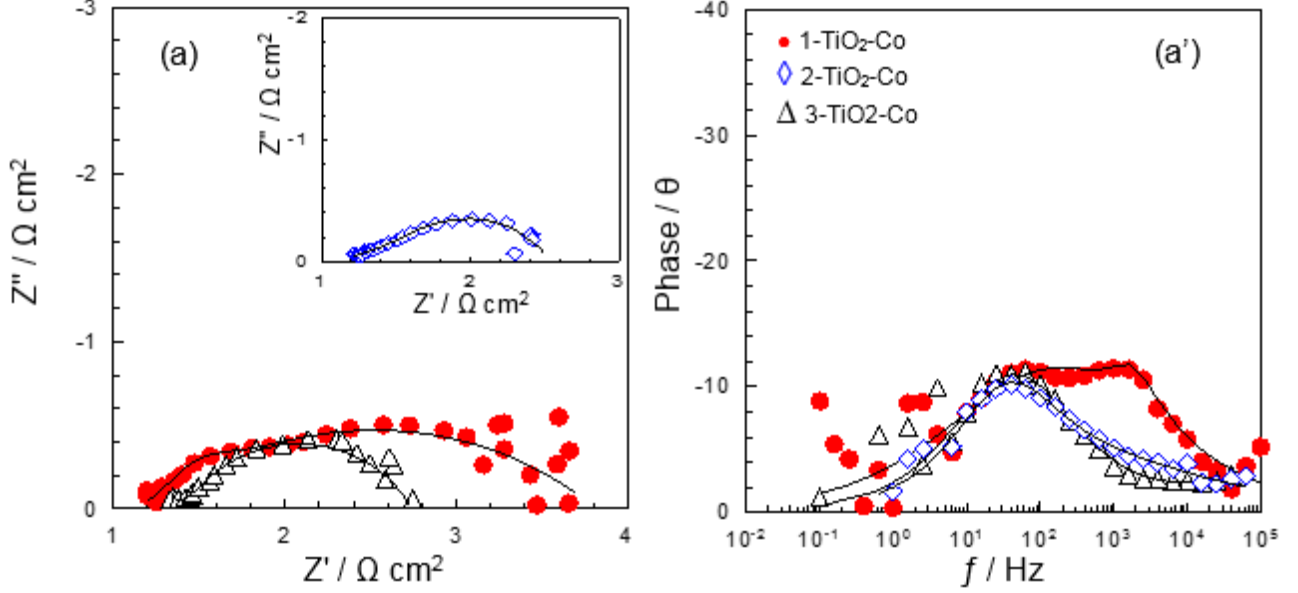 (a)
-3
-2
-1
0
Z" / Ω cm²
1
2
3
4
Z' / Ω cm²
-2
-1
0
Z" / Ω cm²
1
2
3
Z' / Ω cm²
(a')
1-TiO₂-Co
2-TiO₂-Co
3-TiO2-Co
-40
-30
-20
-10
0
Phase / θ
10⁻² 10⁻¹ 10⁰ 10¹ 10² 10³ 10⁴ 10⁵
f / Hz